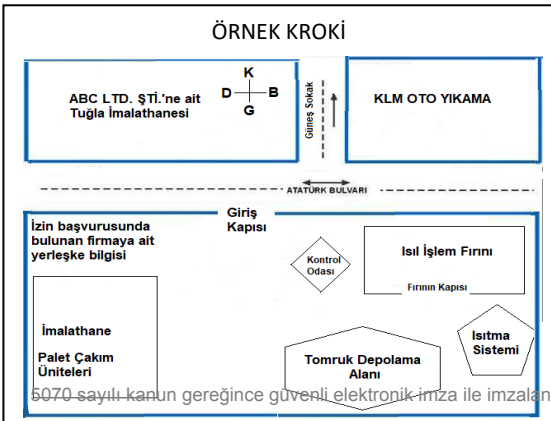 ÖRNEK KROKİ
ABC LTD. ŞTİ.'ne ait
Tuğla İmalathanesi
K
D
B
G
Güneş Sokak
KLM OTO YIKAMA
ATATÜRK BULVARI
Giriş
Kapısı
İzin başvurusunda
bulunan firmaya ait
yerleşke bilgisi
Kontrol
Odası
Isıl İşlem Fırını
Fırının Kapısı
İmalathane
Palet Çakım
Üniteleri
Tomruk Depolama
Alanı
Isıtma
Sistemi
5070 sayılı kanun gereğince güvenli elektronik imza ile imzalan